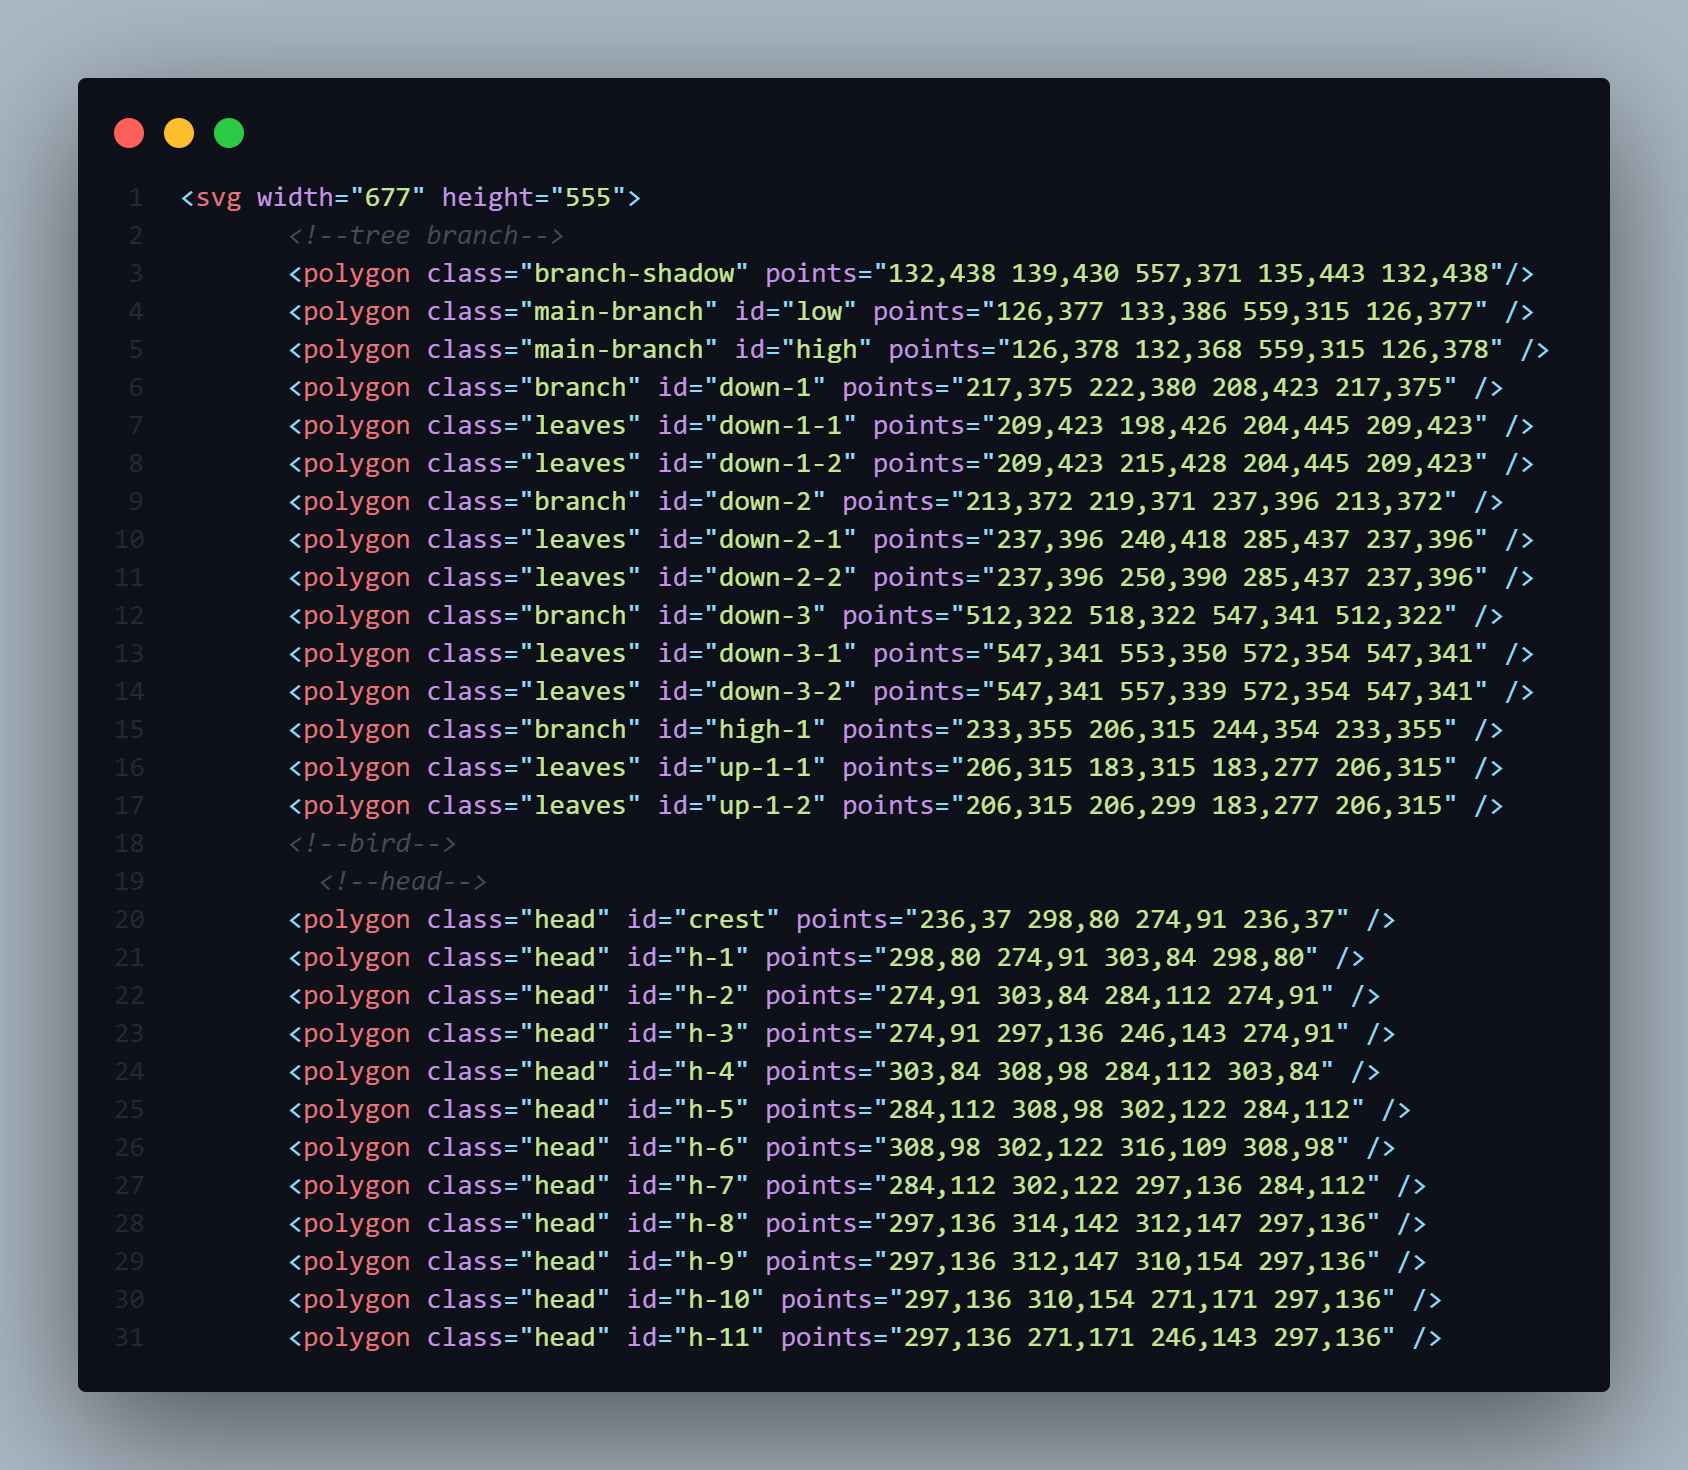 1 <svg width="677" height="555">
2 <!--tree branch-->
3 <polygon class="branch-shadow" points="132,438 139,430 557,371 135,443 132,438"/>
4 <polygon class="main-branch" id="low" points="126,377 133,386 559,315 126,377" />
5 <polygon class="main-branch" id="high" points="126,378 132,368 559,315 126,378" />
6 <polygon class="branch" id="down-1" points="217,375 222,380 208,423 217,375" />
7 <polygon class="leaves" id="down-1-1" points="209,423 198,426 204,445 209,423" />
8 <polygon class="leaves" id="down-1-2" points="209,423 215,428 204,445 209,423" />
9 <polygon class="branch" id="down-2" points="213,372 219,371 237,396 213,372" />
10 <polygon class="leaves" id="down-2-1" points="237,396 240,418 285,437 237,396" />
11 <polygon class="leaves" id="down-2-2" points="237,396 250,390 285,437 237,396" />
12 <polygon class="branch" id="down-3" points="512,322 518,322 547,341 512,322" />
13 <polygon class="leaves" id="down-3-1" points="547,341 553,350 572,354 547,341" />
14 <polygon class="leaves" id="down-3-2" points="547,341 557,339 572,354 547,341" />
15 <polygon class="branch" id="high-1" points="233,355 206,315 244,354 233,355" />
16 <polygon class="leaves" id="up-1-1" points="206,315 183,315 183,277 206,315" />
17 <polygon class="leaves" id="up-1-2" points="206,315 206,299 183,277 206,315" />
18 <!--bird-->
19 <!--head-->
20 <polygon class="head" id="crest" points="236,37 298,80 274,91 236,37" />
21 <polygon class="head" id="h-1" points="298,80 274,91 303,84 298,80" />
22 <polygon class="head" id="h-2" points="274,91 303,84 284,112 274,91" />
23 <polygon class="head" id="h-3" points="274,91 297,136 246,143 274,91" />
24 <polygon class="head" id="h-4" points="303,84 308,98 284,112 303,84" />
25 <polygon class="head" id="h-5" points="284,112 308,98 302,122 284,112" />
26 <polygon class="head" id="h-6" points="308,98 302,122 316,109 308,98" />
27 <polygon class="head" id="h-7" points="284,112 302,122 297,136 284,112" />
28 <polygon class="head" id="h-8" points="297,136 314,142 312,147 297,136" />
29 <polygon class="head" id="h-9" points="297,136 312,147 310,154 297,136" />
30 <polygon class="head" id="h-10" points="297,136 310,154 271,171 297,136" />
31 <polygon class="head" id="h-11" points="297,136 271,171 246,143 297,136" />